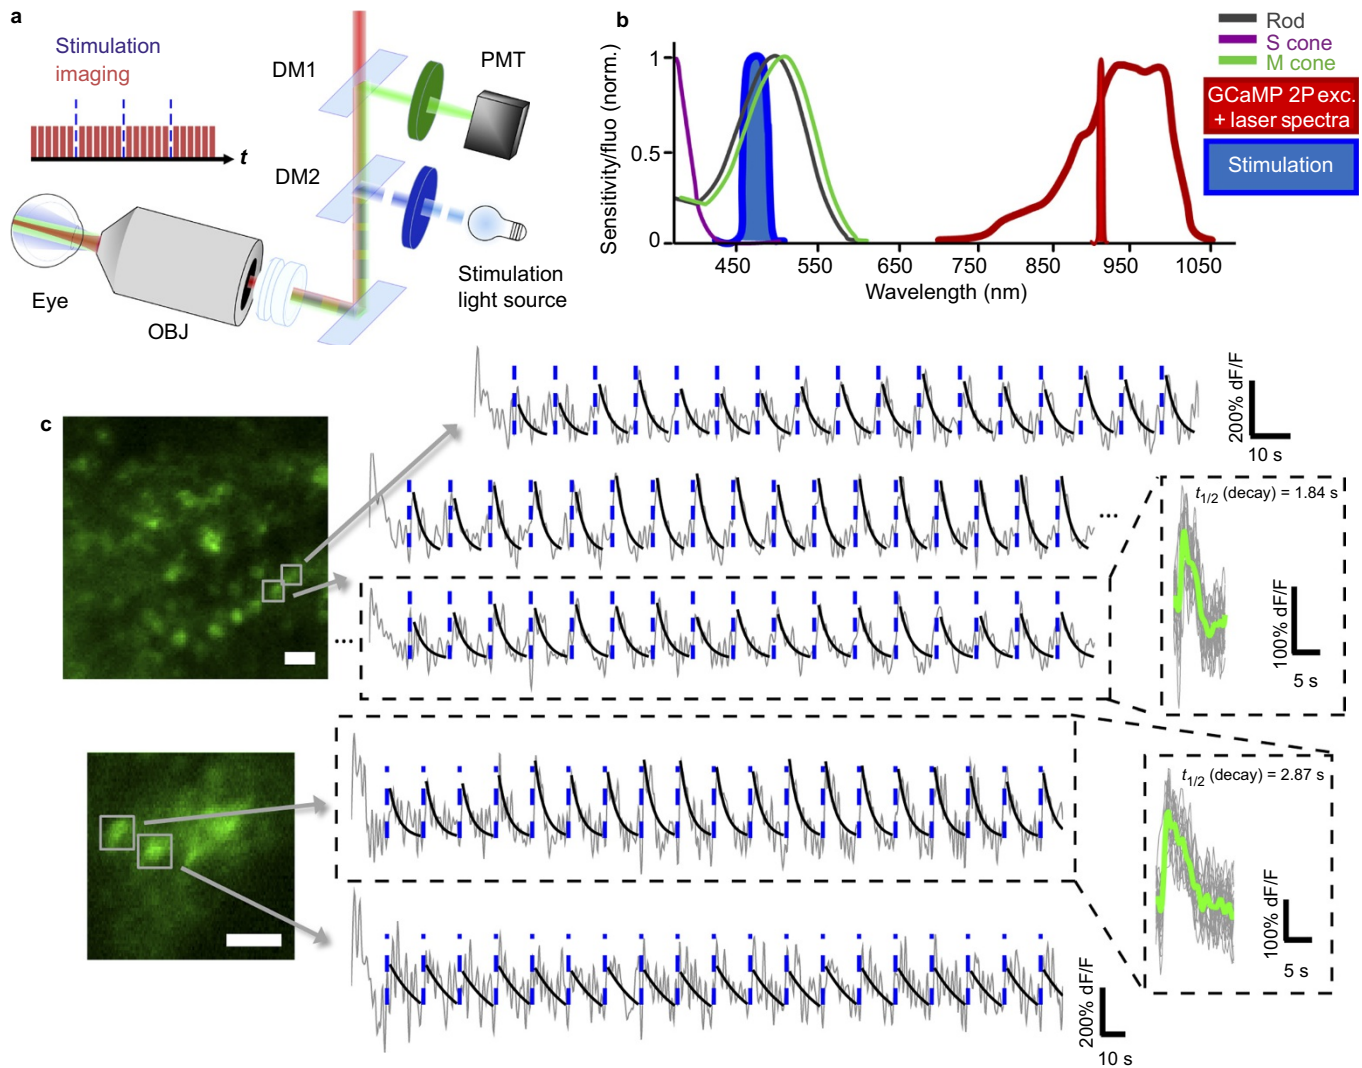 a
Stimulation
imaging
t
DM1
PMT
DM2
Stimulation
light source
Eye
OBJ
b
Rod
S cone
M cone
GCaMP 2P exc.
+ laser spectra
Stimulation
Sensitivity/fluo (norm.)
1
0.5
0
450 550 650 750 850 950 1050
Wavelength (nm)
c
200% dF/F
10 s
...
t1/2 (decay) = 1.84 s
100% dF/F
5 s
...
t1/2 (decay) = 2.87 s
100% dF/F
5 s
200% dF/F
10 s